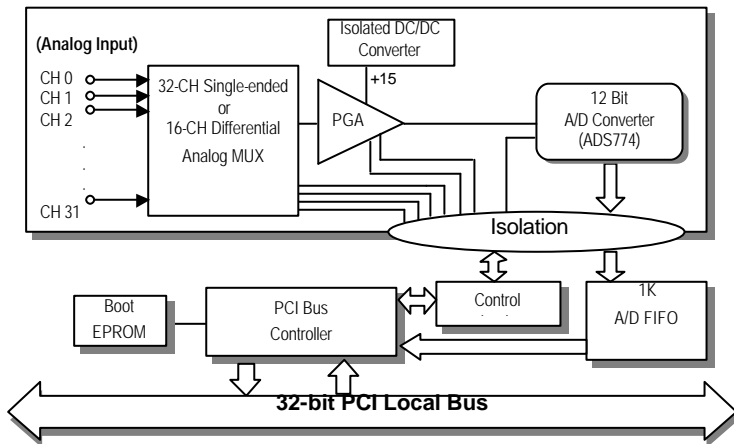 (Analog Input)
CH 0
CH 1
CH 2
.
.
.
CH 31
32-CH Single-ended
or
16-CH Differential
Analog MUX
Isolated DC/DC
Converter
+15
PGA
12 Bit
A/D Converter
(ADS774)
Isolation
Boot
EPROM
PCI Bus
Controller
Control
1K
A/D FIFO
32-bit PCI Local Bus